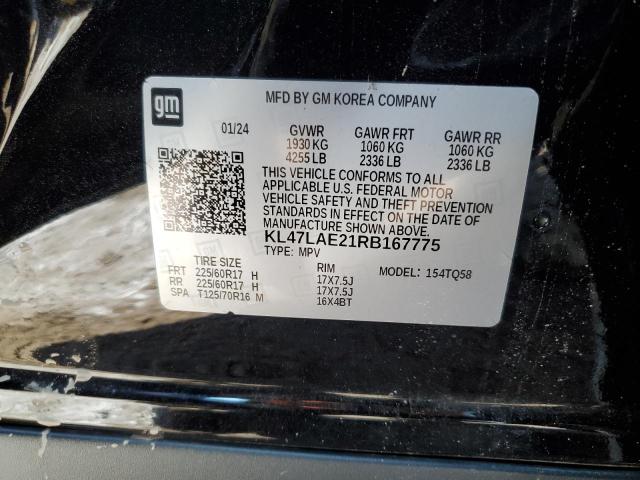 gm
MFD BY GM KOREA COMPANY
01/24 GVWR GAWR FRT GAWR RR
1930 KG 1060 KG 1060 KG
4255 LB 2336 LB 2336 LB
THIS VEHICLE CONFORMS TO ALL
APPLICABLE U.S. FEDERAL MOTOR
VEHICLE SAFETY AND THEFT PREVENTION
STANDARDS IN EFFECT ON THE DATE OF
MANUFACTURE SHOWN ABOVE.
KL47LAE21RB167775
TYPE: MPV
TIRE SIZE RIM MODEL: 154TQ58
FRT 225/60R17 H 17X7.5J
RR 225/60R17 H 17X7.5J
SPA T125/70R16 M 16X4BT